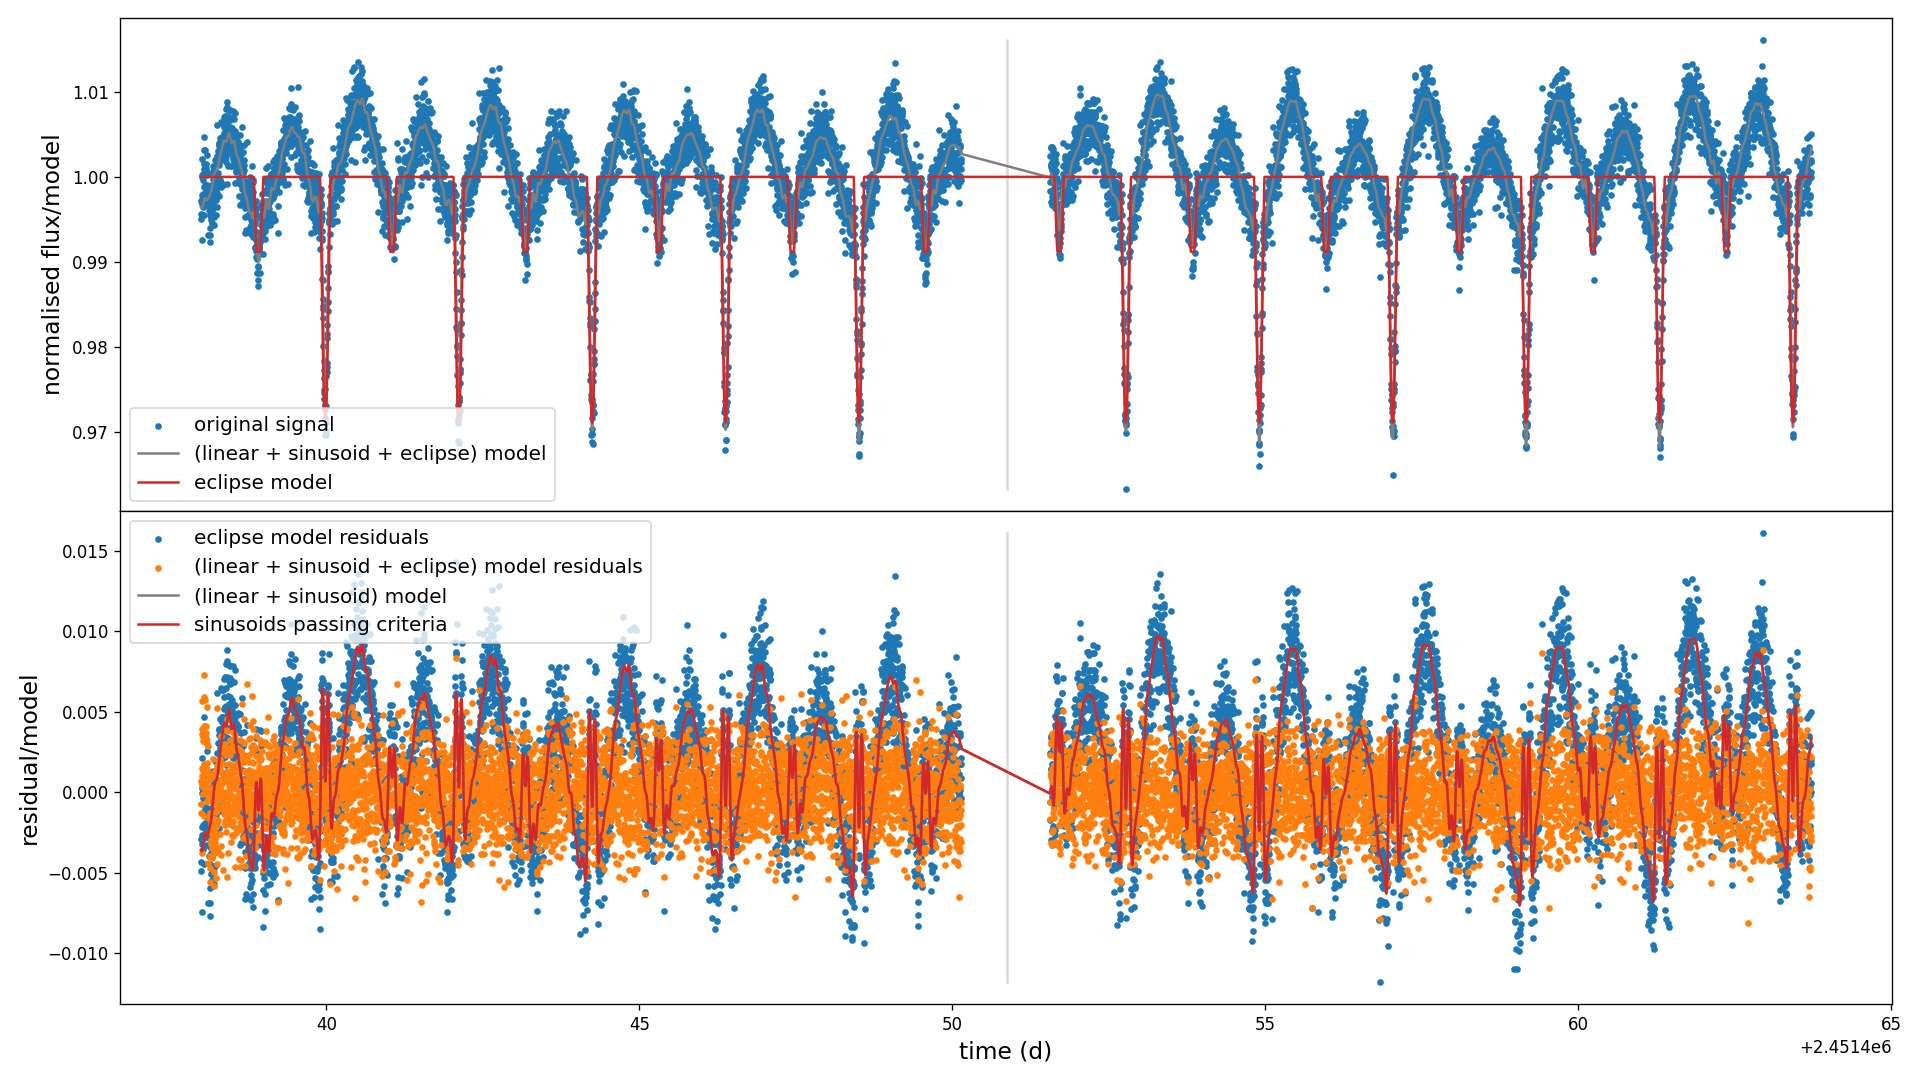 normalised flux/model
1.01
1.00
0.99
0.98
0.97
original signal
(linear + sinusoid + eclipse) model
eclipse model
residual/model
0.015
0.010
0.005
0.000
−0.005
−0.010
eclipse model residuals
(linear + sinusoid + eclipse) model residuals
(linear + sinusoid) model
sinusoids passing criteria
40
45
50
55
60
65
time (d)
+2.4514e6